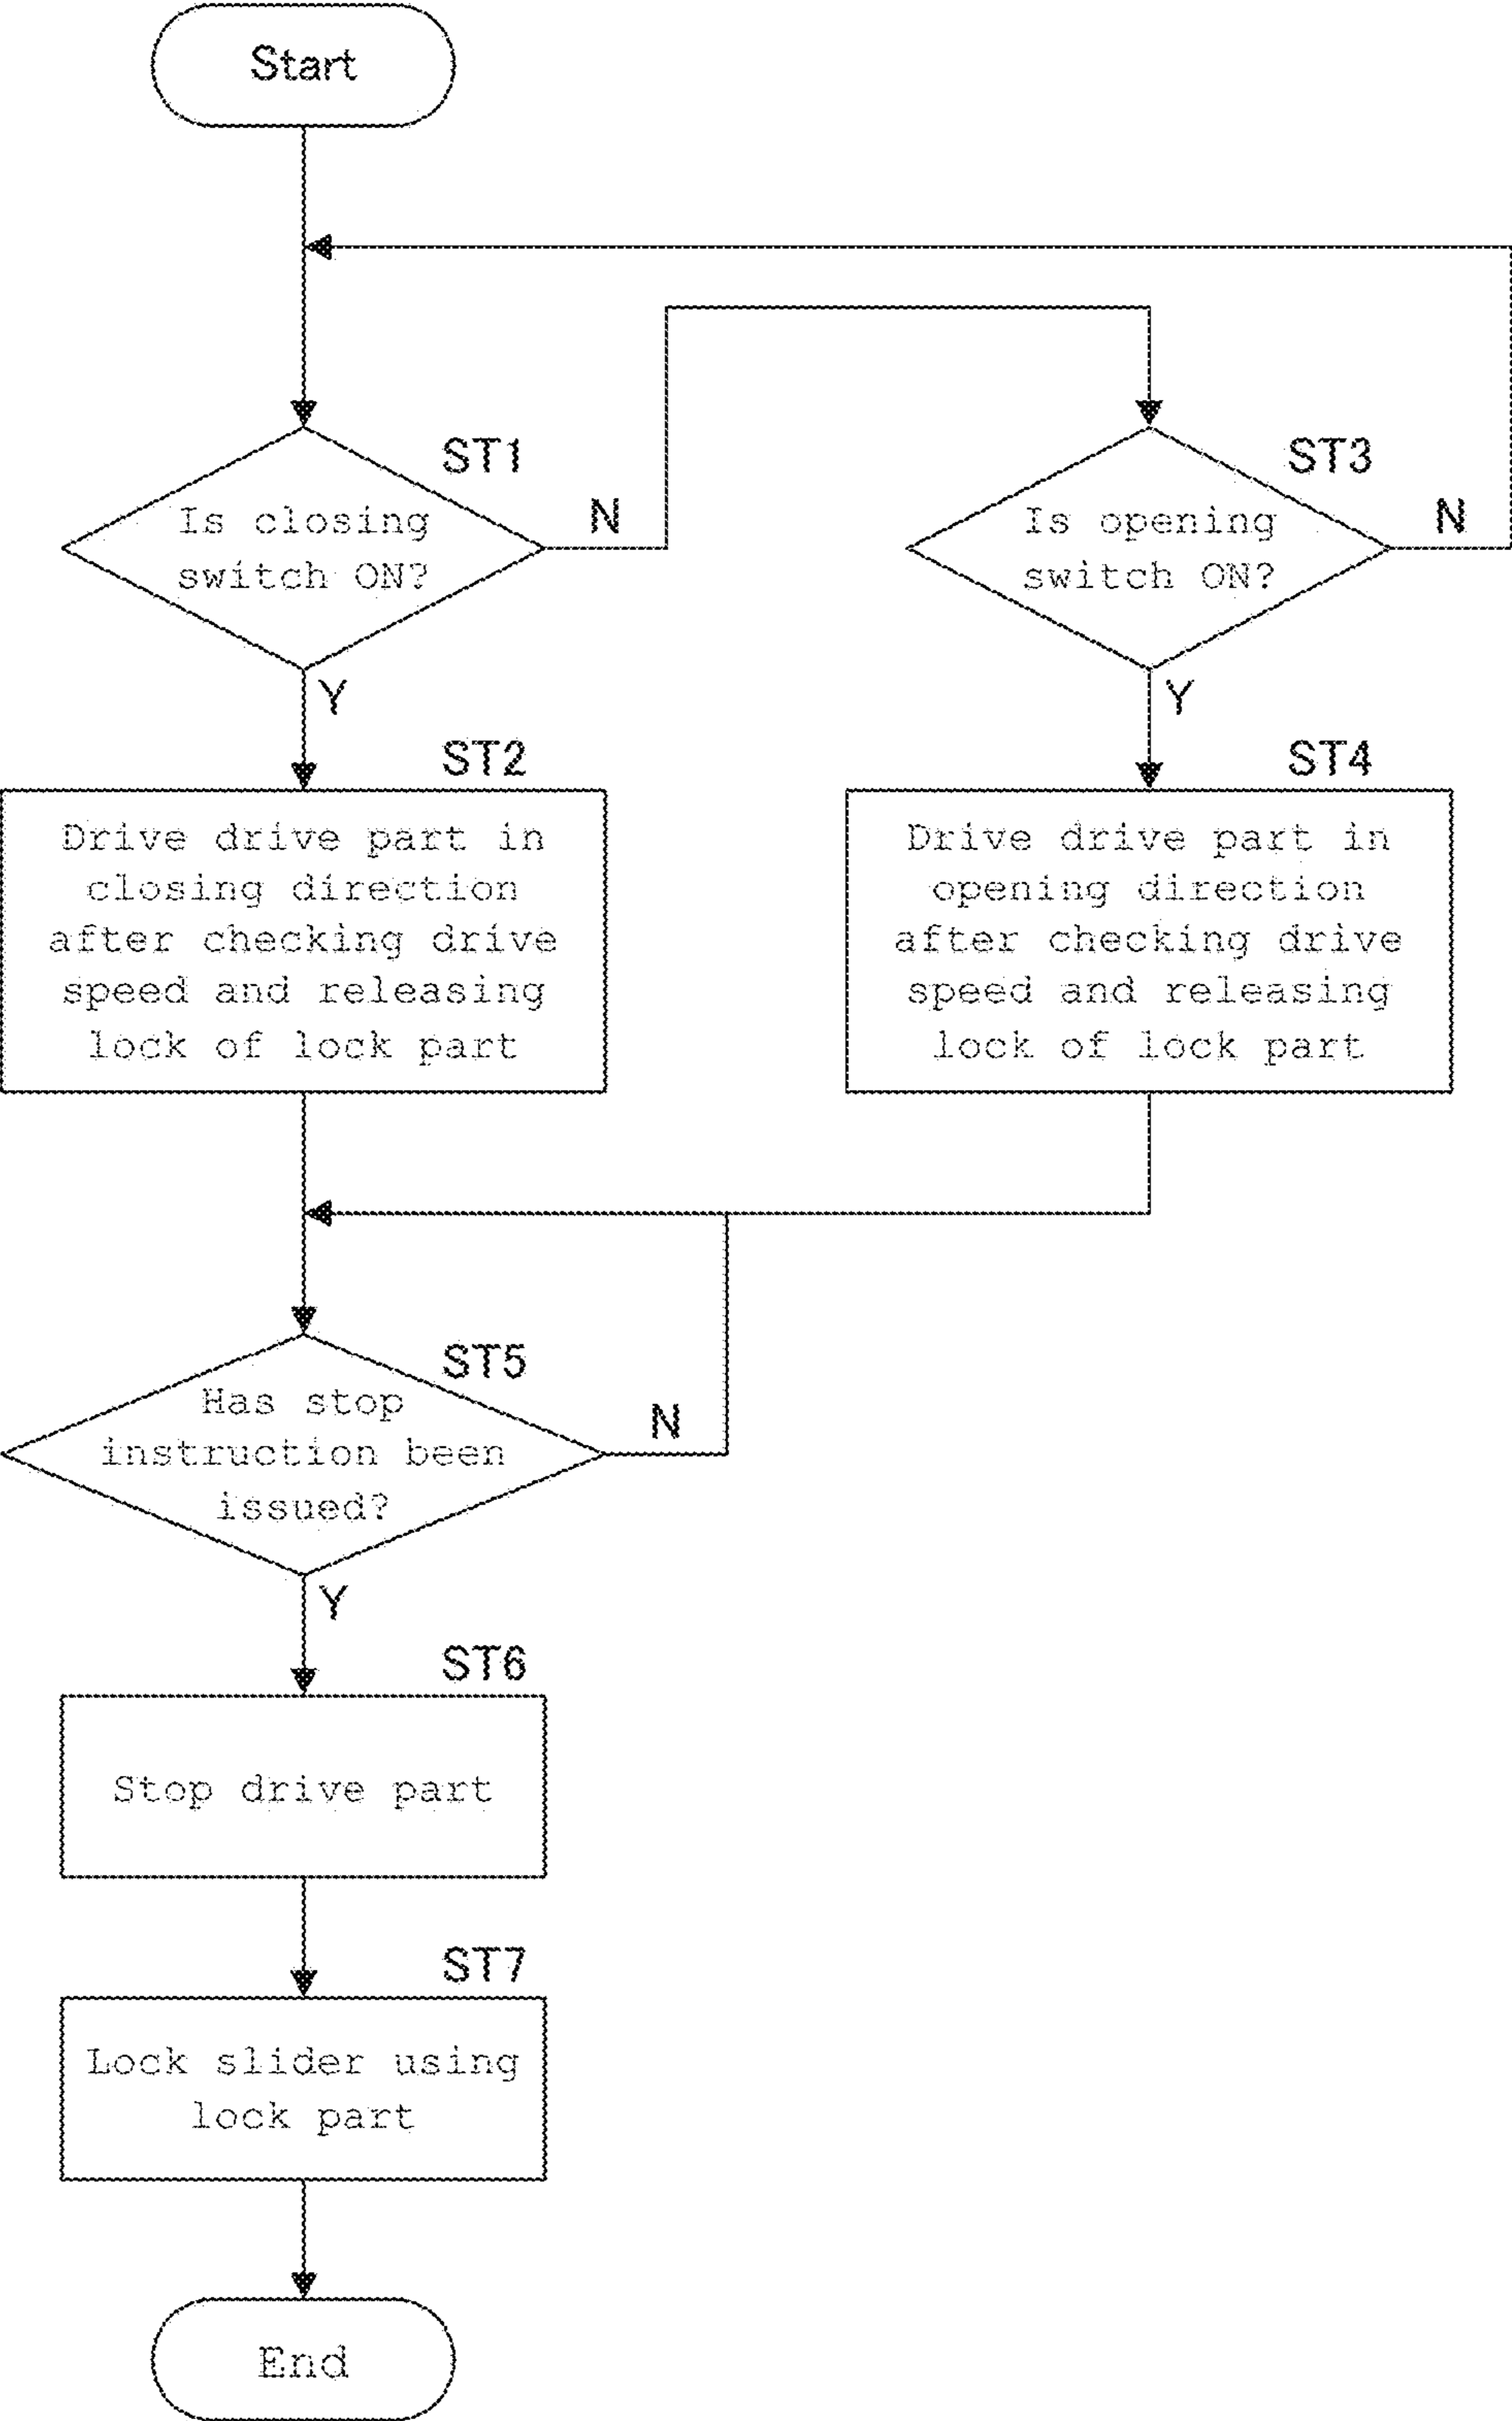 Start
ST1
Is closing
switch ON?
N
Y
ST3
Is opening
switch ON?
N
Y
ST2
Drive drive part in
closing direction
after checking drive
speed and releasing
lock of lock part
ST4
Drive drive part in
opening direction
after checking drive
speed and releasing
lock of lock part
ST5
Has stop
instruction been
issued?
N
Y
ST6
Stop drive part
ST7
Lock slider using
lock part
End